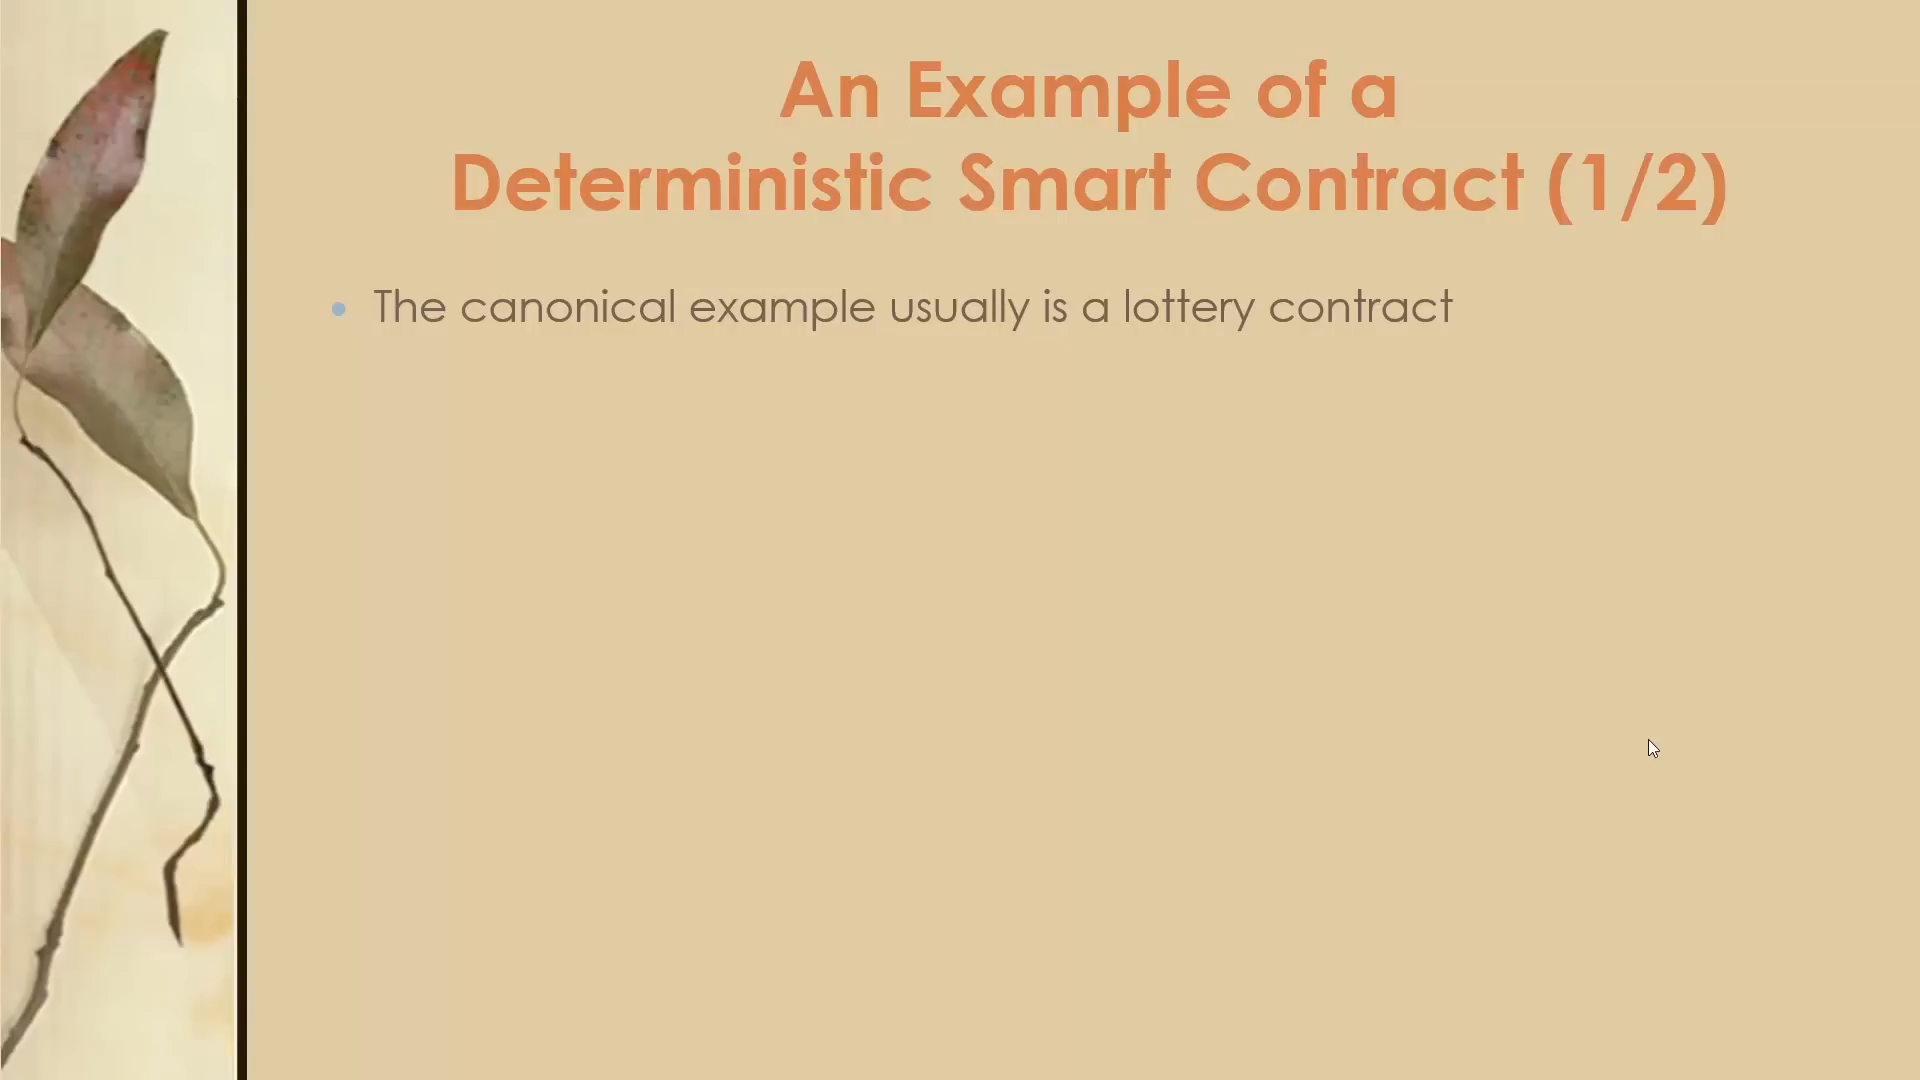 An Example of a
Deterministic Smart Contract (1/2)
• The canonical example usually is a lottery contract